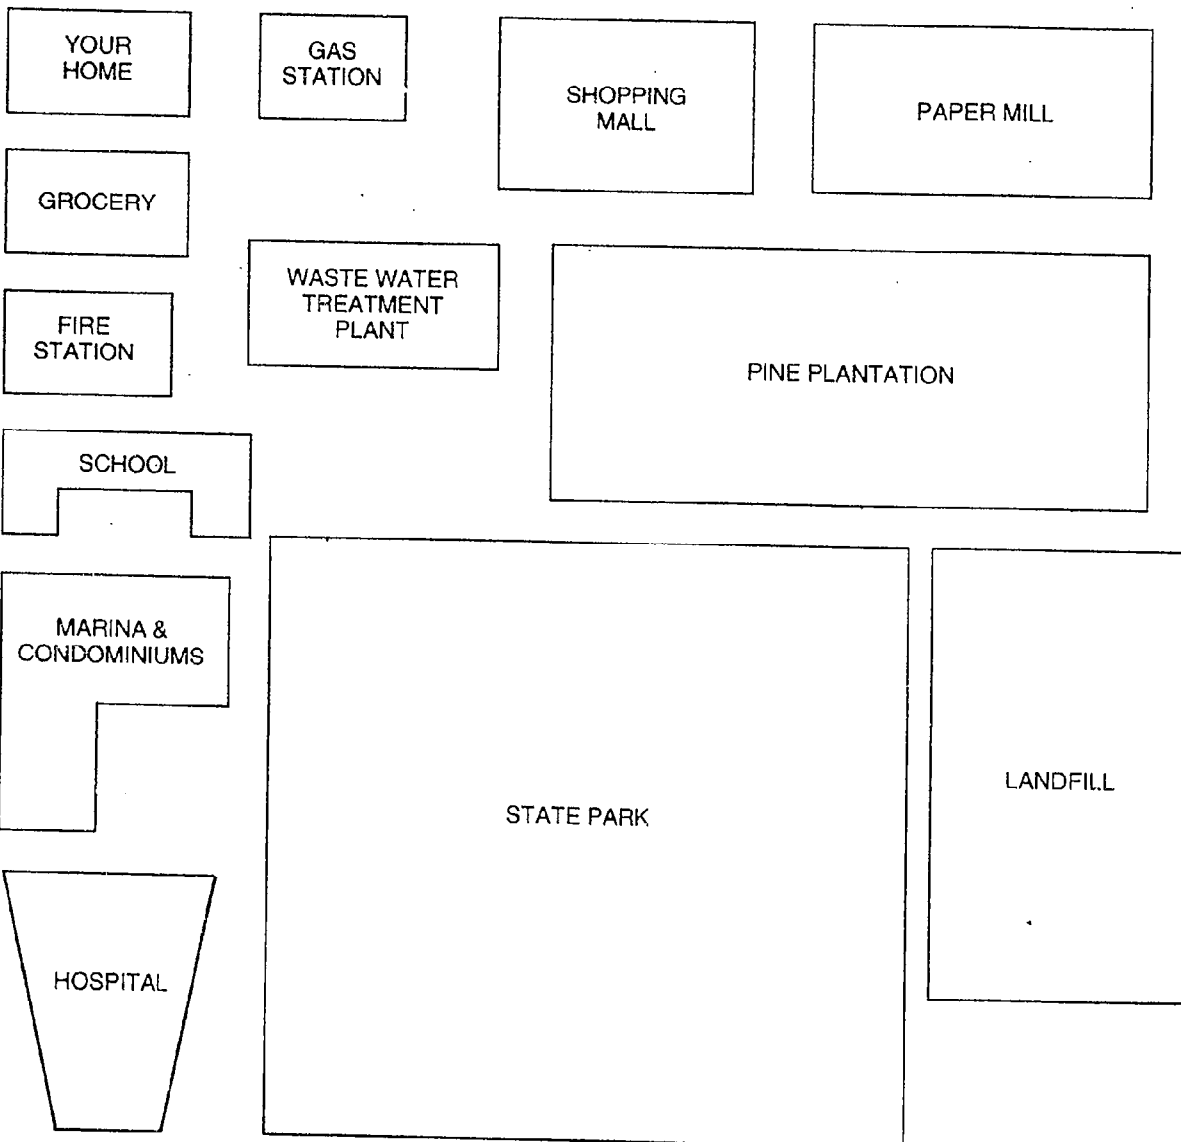 YOUR
HOME
GAS
STATION
SHOPPING
MALL
PAPER MILL
GROCERY
WASTE WATER
TREATMENT
PLANT
FIRE
STATION
PINE PLANTATION
SCHOOL
MARINA &
CONDOMINIUMS
STATE PARK
LANDFILL
HOSPITAL